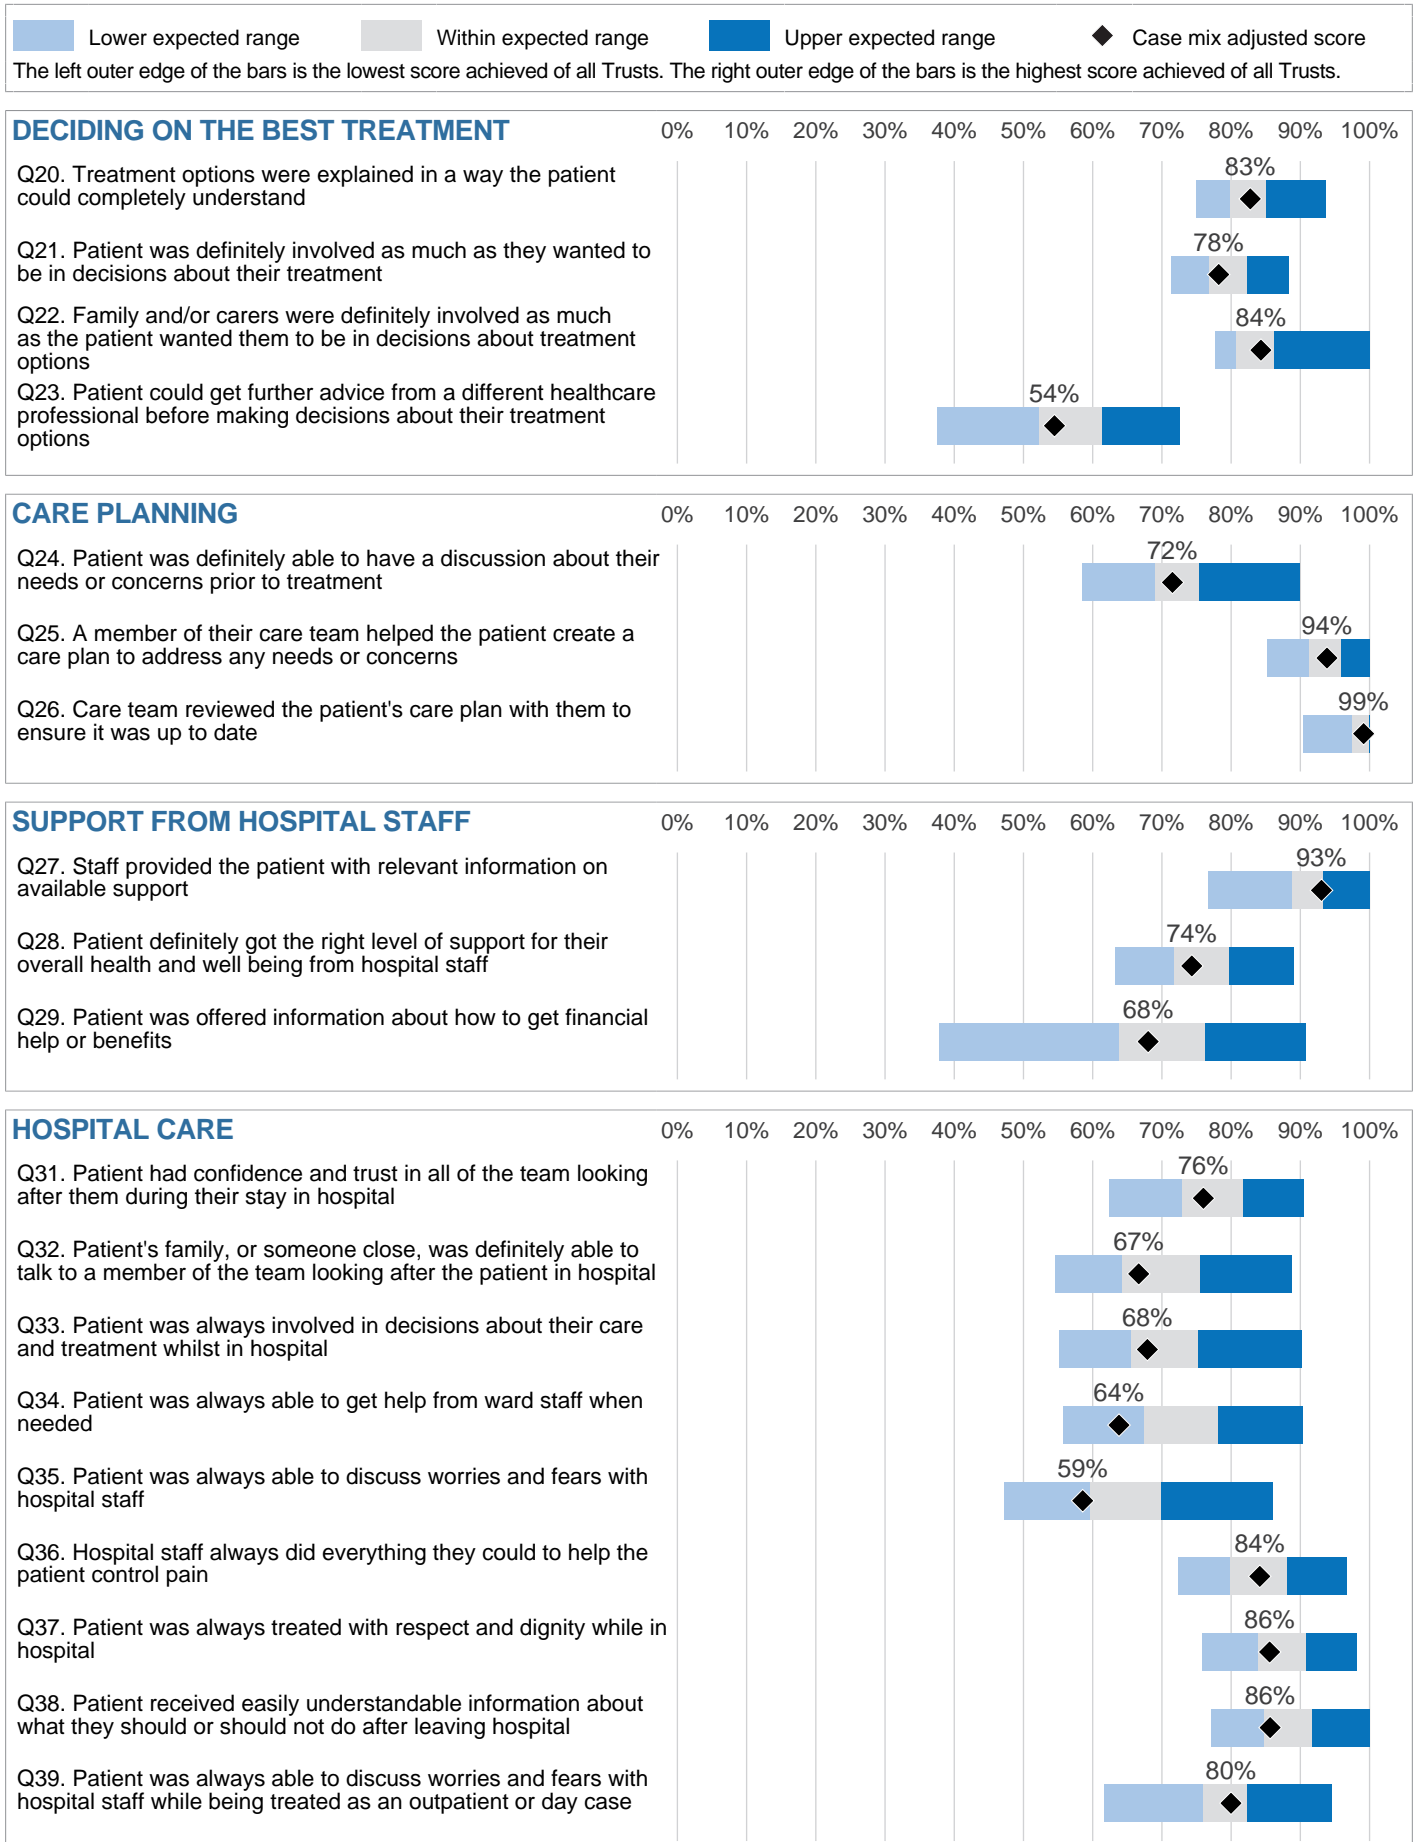 Lower expected range Within expected range Upper expected range Case mix adjusted score
The left outer edge of the bars is the lowest score achieved of all Trusts. The right outer edge of the bars is the highest score achieved of all Trusts.
DECIDING ON THE BEST TREATMENT 0% 10% 20% 30% 40% 50% 60% 70% 80% 90% 100%
Q20. Treatment options were explained in a way the patient
could completely understand
83%
Q21. Patient was definitely involved as much as they wanted to
be in decisions about their treatment
78%
Q22. Family and/or carers were definitely involved as much
as the patient wanted them to be in decisions about treatment
options
84%
Q23. Patient could get further advice from a different healthcare
professional before making decisions about their treatment
options
54%
CARE PLANNING 0% 10% 20% 30% 40% 50% 60% 70% 80% 90% 100%
Q24. Patient was definitely able to have a discussion about their
needs or concerns prior to treatment
72%
Q25. A member of their care team helped the patient create a
care plan to address any needs or concerns
94%
Q26. Care team reviewed the patient's care plan with them to
ensure it was up to date
99%
SUPPORT FROM HOSPITAL STAFF 0% 10% 20% 30% 40% 50% 60% 70% 80% 90% 100%
Q27. Staff provided the patient with relevant information on
available support
93%
Q28. Patient definitely got the right level of support for their
overall health and well being from hospital staff
74%
Q29. Patient was offered information about how to get financial
help or benefits
68%
HOSPITAL CARE 0% 10% 20% 30% 40% 50% 60% 70% 80% 90% 100%
Q31. Patient had confidence and trust in all of the team looking
after them during their stay in hospital
76%
Q32. Patient's family, or someone close, was definitely able to
talk to a member of the team looking after the patient in hospital
67%
Q33. Patient was always involved in decisions about their care
and treatment whilst in hospital
68%
Q34. Patient was always able to get help from ward staff when
needed
64%
Q35. Patient was always able to discuss worries and fears with
hospital staff
59%
Q36. Hospital staff always did everything they could to help the
patient control pain
84%
Q37. Patient was always treated with respect and dignity while in
hospital
86%
Q38. Patient received easily understandable information about
what they should or should not do after leaving hospital
86%
Q39. Patient was always able to discuss worries and fears with
hospital staff while being treated as an outpatient or day case
80%